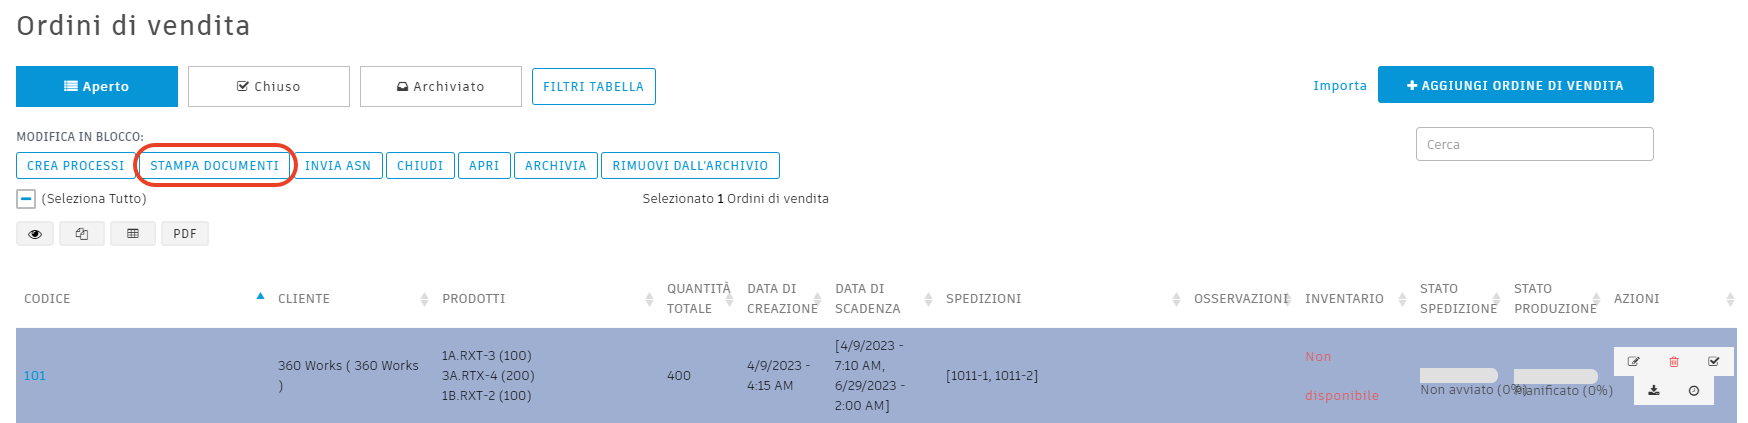 Ordini di vendita
Aperto
Chiuso
Archiviato
FILTRI TABELLA
Importa
AGGIUNGI ORDINE DI VENDITA
MODIFICA IN BLOCCO:
Cerca
CREA PROCESSI
STAMPA DOCUMENTI
INVIA ASN
CHIUDI
APRI
ARCHIVIA
RIMUOVI DALL'ARCHIVIO
(Seleziona Tutto)
Selezionato 1 Ordini di vendita
PDF
CODICE
CLIENTE
PRODOTTI
QUANTITÀ
TOTALE
DATA DI
CREAZIONE
DATA DI
SCADENZA
SPEDIZIONI
OSSERVAZIONI
INVENTARIO
STATO
SPEDIZIONE
STATO
PRODUZIONE
AZIONI
101
360 Works ( 360 Works
)
1A.RXT-3 (100)
3A.RTX-4 (200)
1B.RXT-2 (100)
400
4/9/2023 -
4:15 AM
[4/9/2023 -
7:10 AM,
6/29/2023 -
2:00 AM]
[1011-1, 1011-2]
Non
disponibile
Non avviato (0%)
Pianificato (0%)